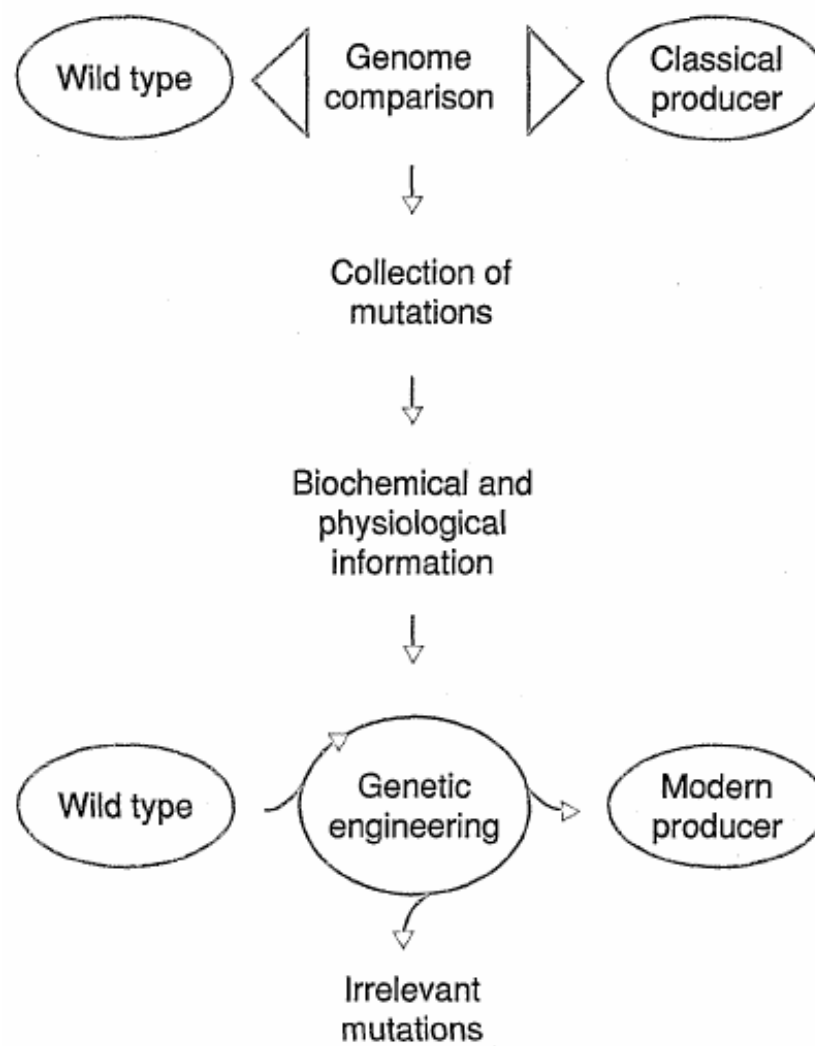 Wild type
Genome
comparison
Classical
producer
Collection of
mutations
Biochemical and
physiological
information
Wild type
Genetic
engineering
Modern
producer
Irrelevant
mutations